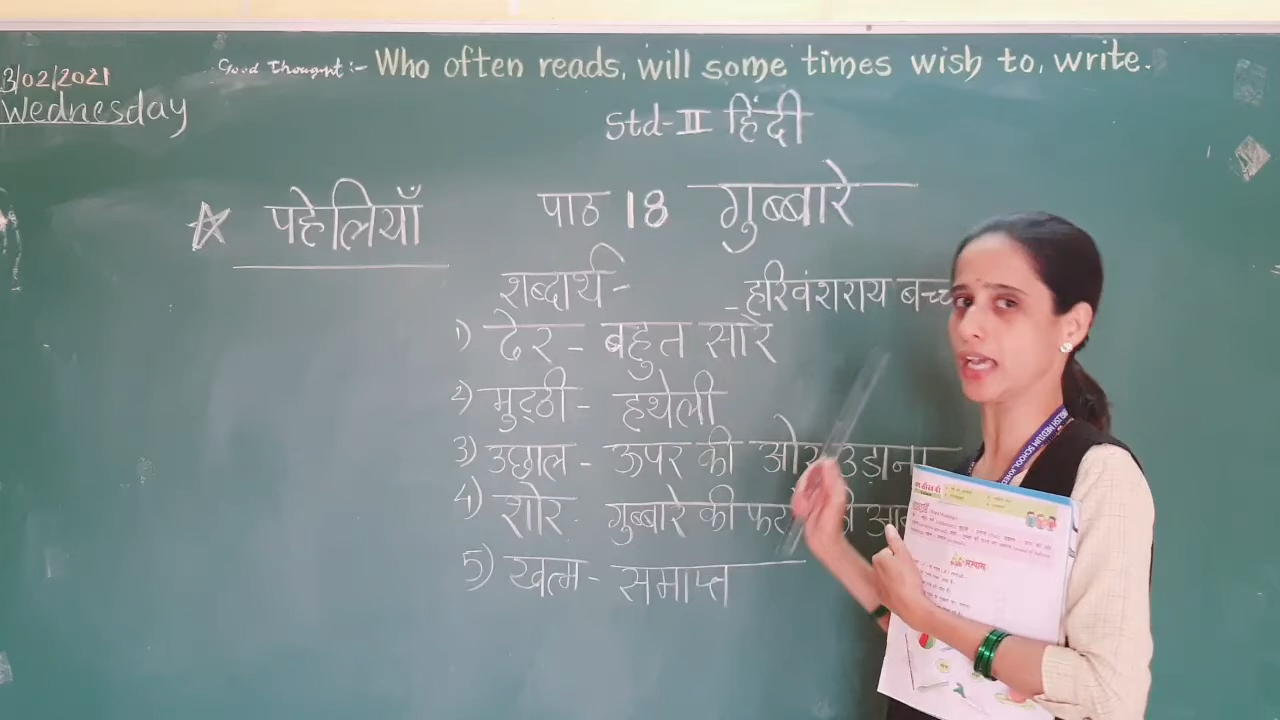 3/02/2021
Wednesday
Good Thought:- Who often reads, will some times wish to, write.
Std-II हिंदी
☆ पहेलियाँ
पाठ 18 गुब्बारे
शब्दार्थ -
- हरिवंशराय
1) ढेर - बहुत सारे
2) मुट्ठी - हथेली
3) उछाल - ऊपर की ओर उड़ाना
4) शोर - गुब्बारे की
5) खत्म - समाप्त